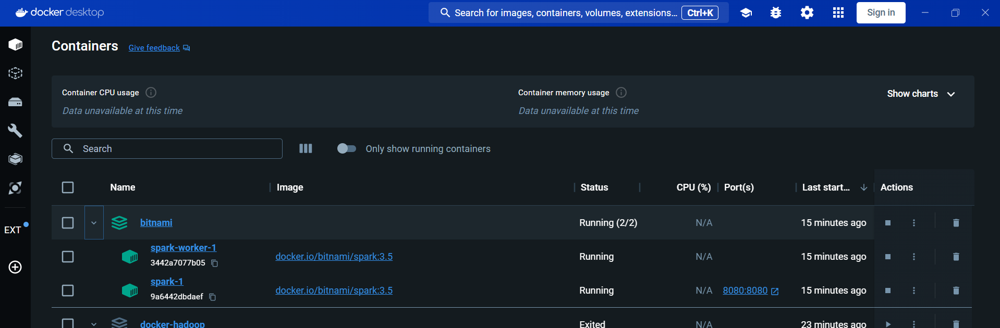 docker desktop
Search for images, containers, volumes, extensions... Ctrl+K
Sign in
Containers
Give feedback
Container CPU usage
Data unavailable at this time
Container memory usage
Data unavailable at this time
Show charts
Search
Only show running containers
Name Image Status CPU (%) Port(s) Last start... Actions
bitnami Running (2/2) N/A 15 minutes ago
spark-worker-1
3442a7077b05
docker.io/bitnami/spark:3.5 Running N/A 15 minutes ago
spark-1
9a6442dbdaef
docker.io/bitnami/spark:3.5 Running N/A 8080:8080 15 minutes ago
docker-hadoop Exited N/A 23 minutes ago
EXT